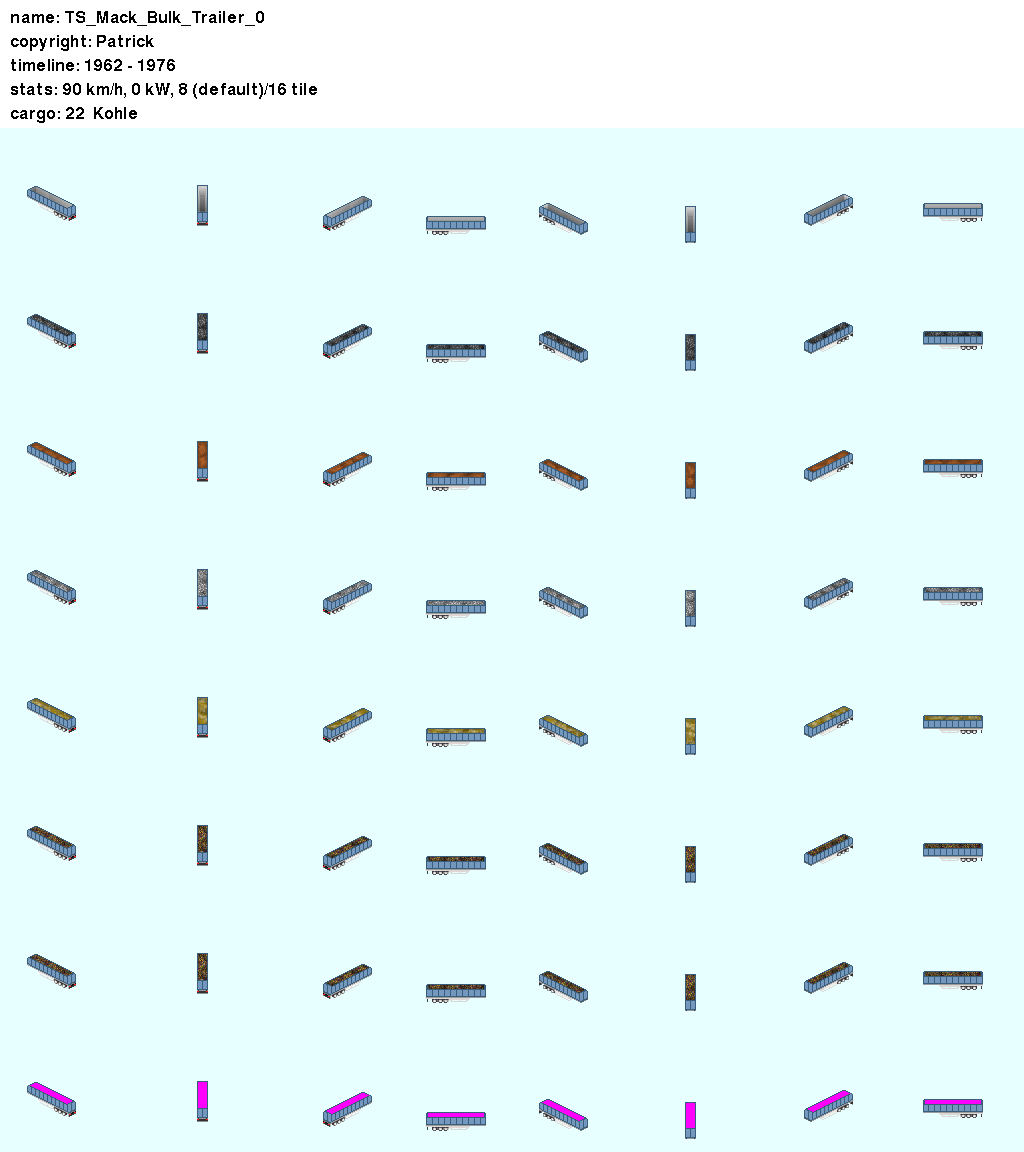 name: TS_Mack_Bulk_Trailer_0
copyright: Patrick
timeline: 1962 - 1976
stats: 90 km/h, 0 kW, 8 (default)/16 tile
cargo: 22  Kohle